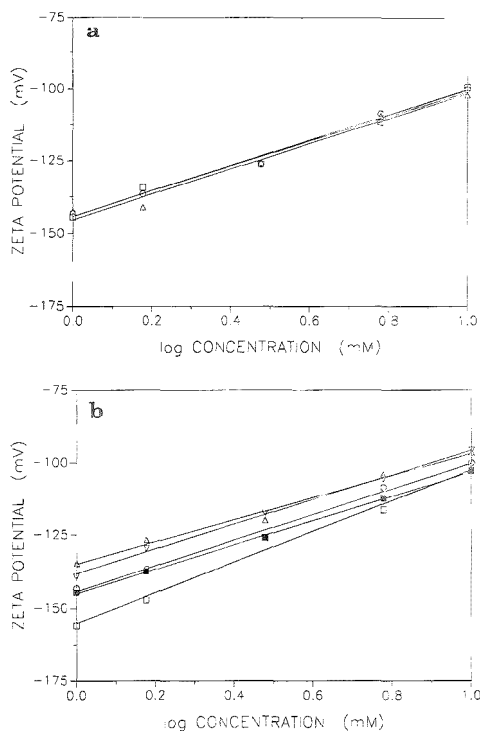 a
-75
-100
-125
-150
-175
ZETA POTENTIAL (mV)
0.0 0.2 0.4 0.6 0.8 1.0
log CONCENTRATION (mM)
b
-75
-100
-125
-150
-175
ZETA POTENTIAL (mV)
0.0 0.2 0.4 0.6 0.8 1.0
log CONCENTRATION (mM)